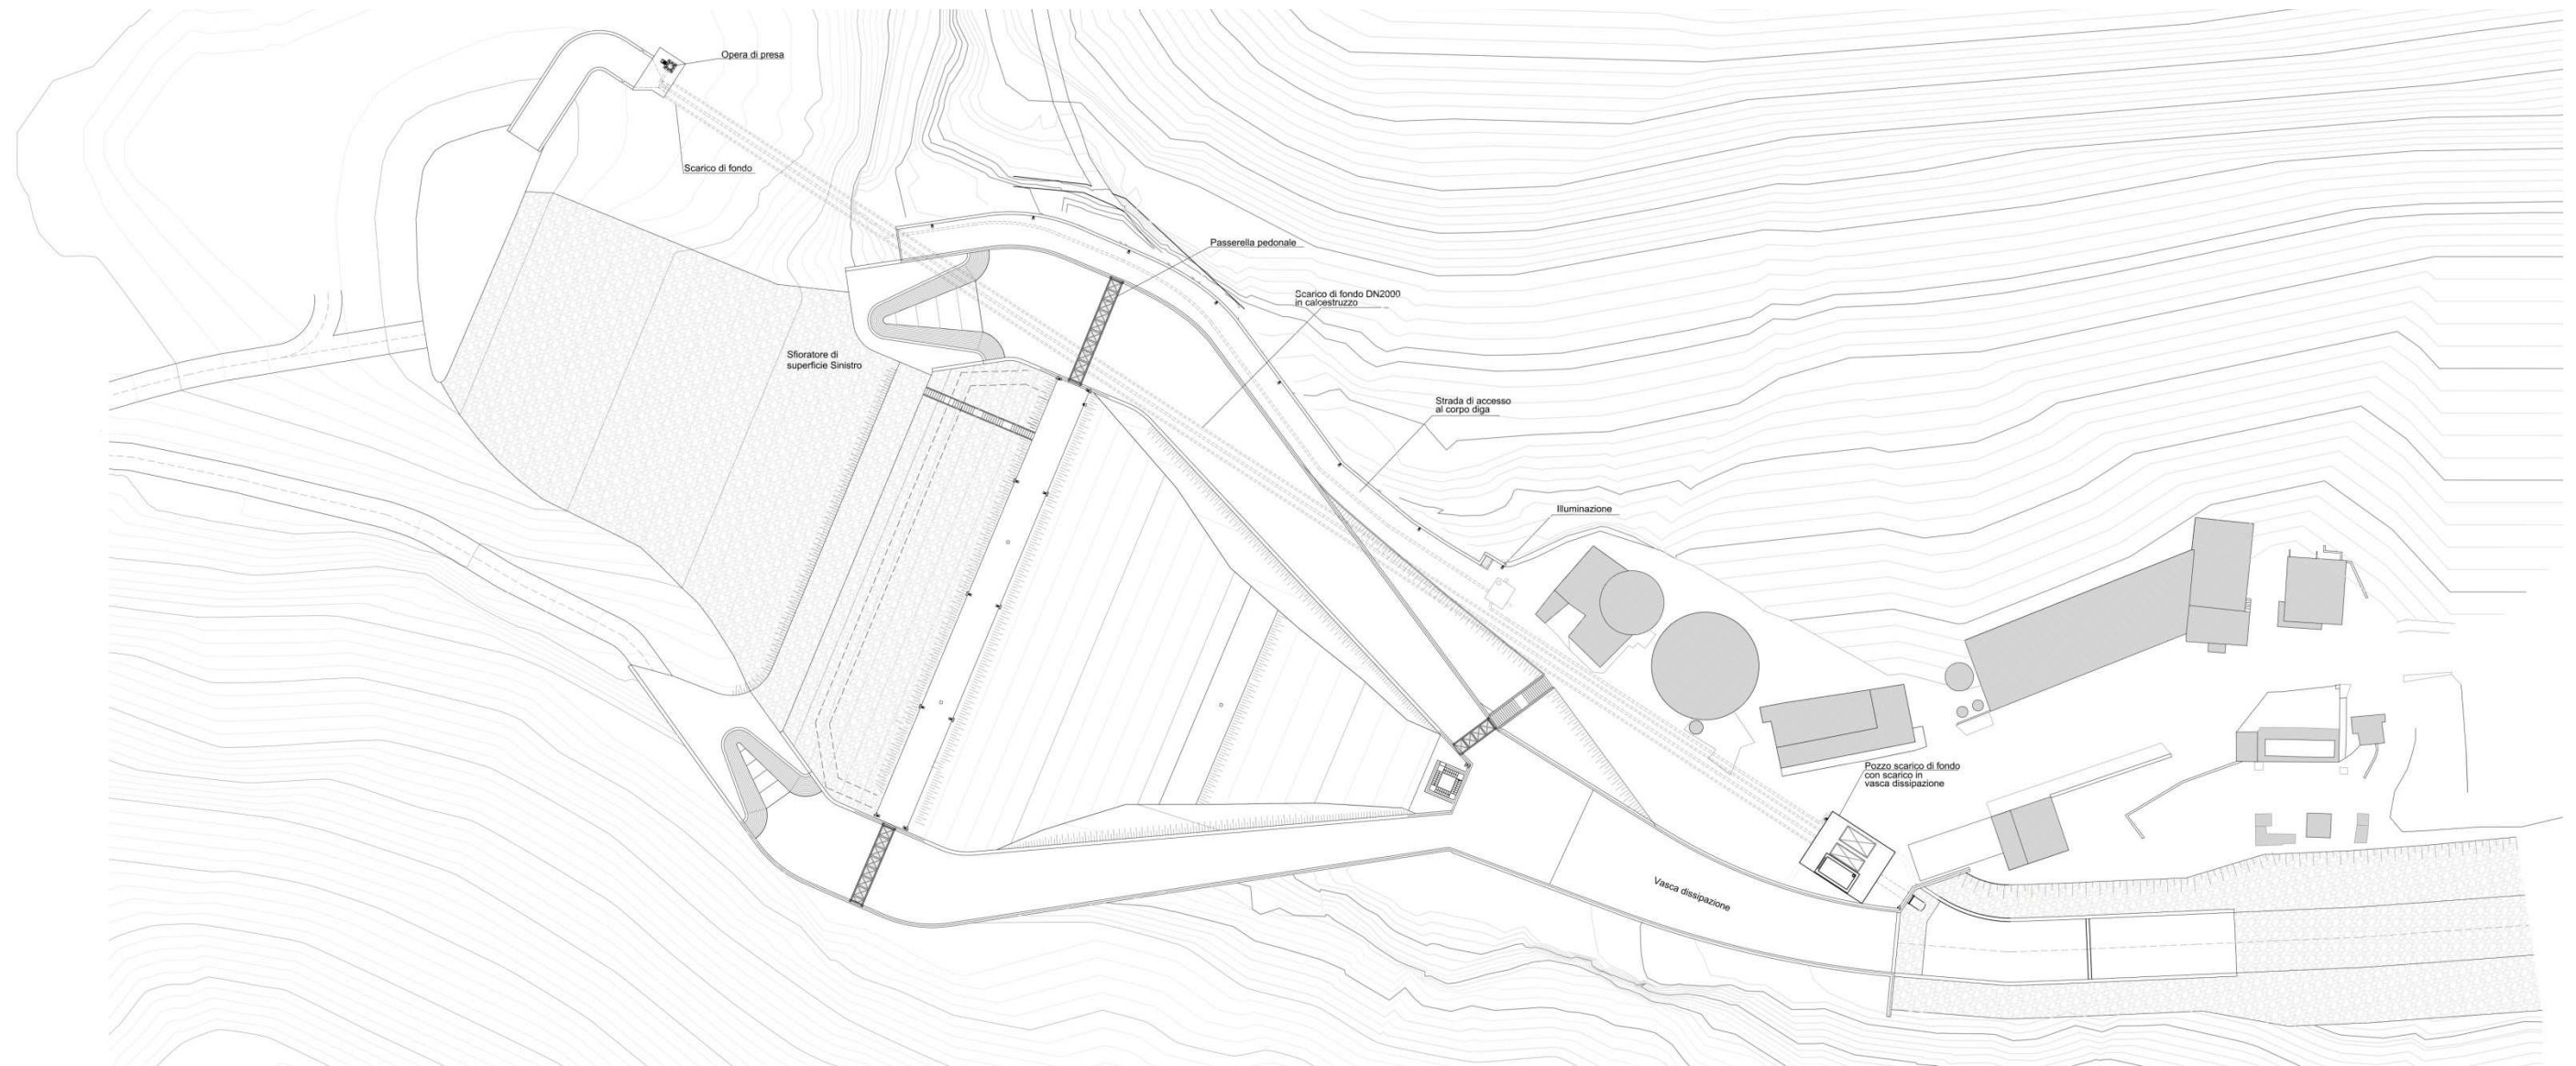 Opera di presa
Scarico di fondo
Passerella pedonale
Scarico di fondo DN2000
in calcestruzzo
Sfioratore di
superficie Sinistro
Strada di accesso
al corpo diga
Illuminazione
Pozzo scarico di fondo
con scarico in
vasca dissipazione
Vasca dissipazione